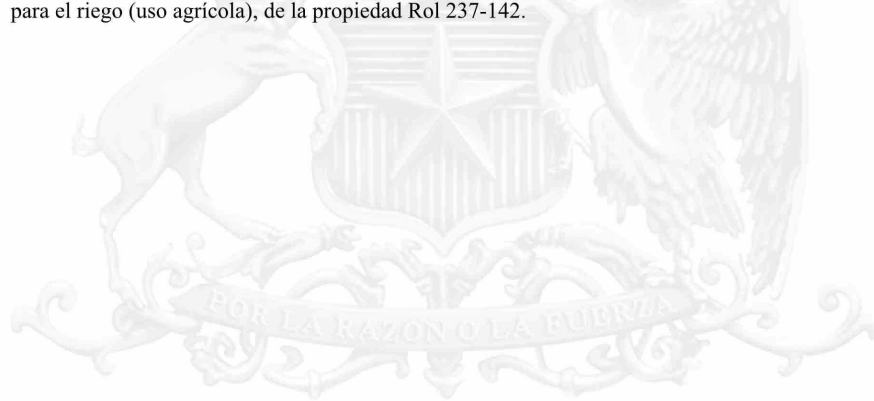 para el riego (uso agrícola), de la propiedad Rol 237-142.
POR LA RAZON O LA FUERZA